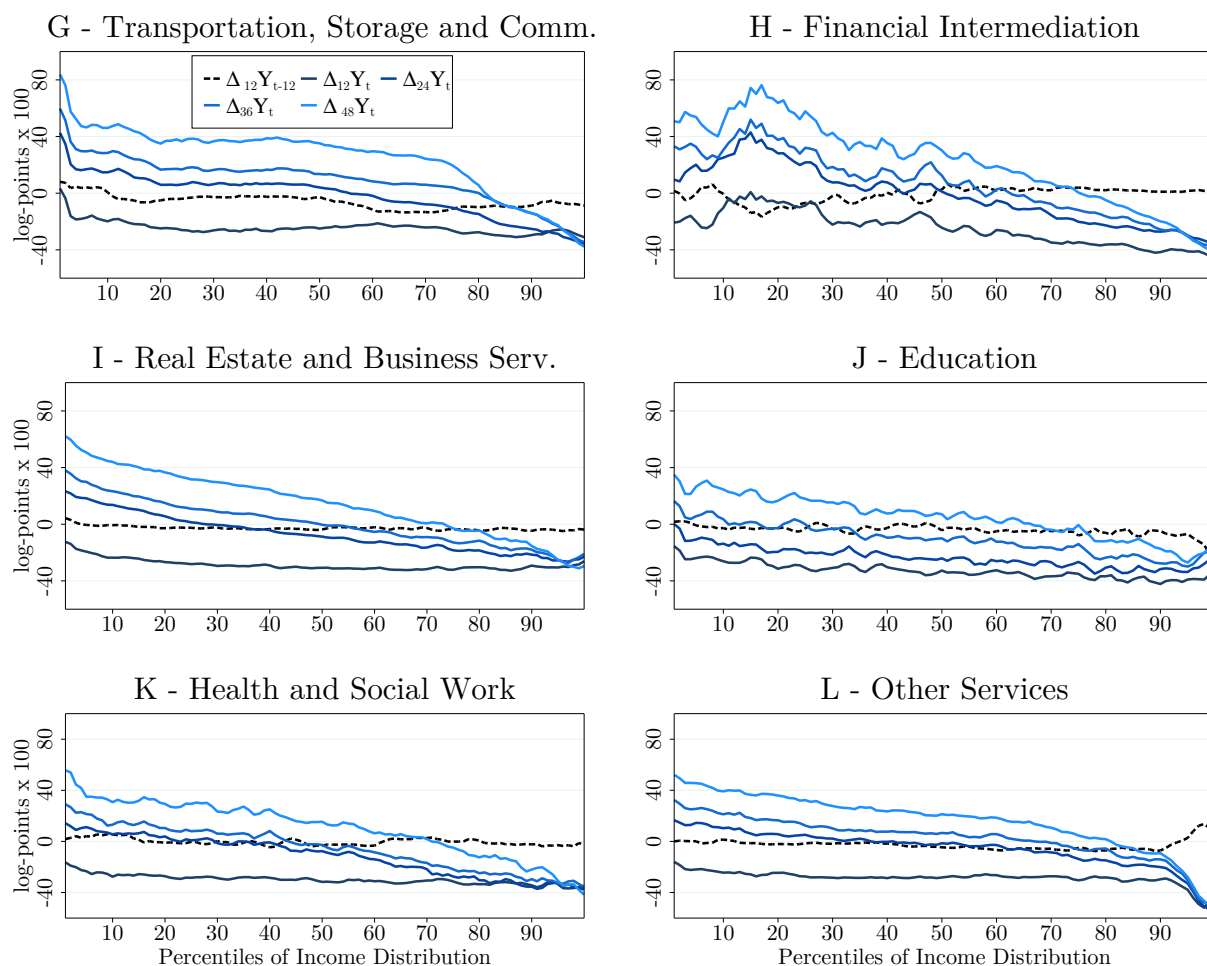 G - Transportation, Storage and Comm.
H - Financial Intermediation
Δ 12Yt-12 Δ12Yt Δ24Yt
Δ36Yt Δ 48Yt
log-points x 100
80
40
0
-40
10 20 30 40 50 60 70 80 90
80
40
0
-40
10 20 30 40 50 60 70 80 90
I - Real Estate and Business Serv.
J - Education
log-points x 100
80
40
0
-40
10 20 30 40 50 60 70 80 90
80
40
0
-40
10 20 30 40 50 60 70 80 90
K - Health and Social Work
L - Other Services
log-points x 100
80
40
0
-40
10 20 30 40 50 60 70 80 90
Percentiles of Income Distribution
80
40
0
-40
10 20 30 40 50 60 70 80 90
Percentiles of Income Distribution